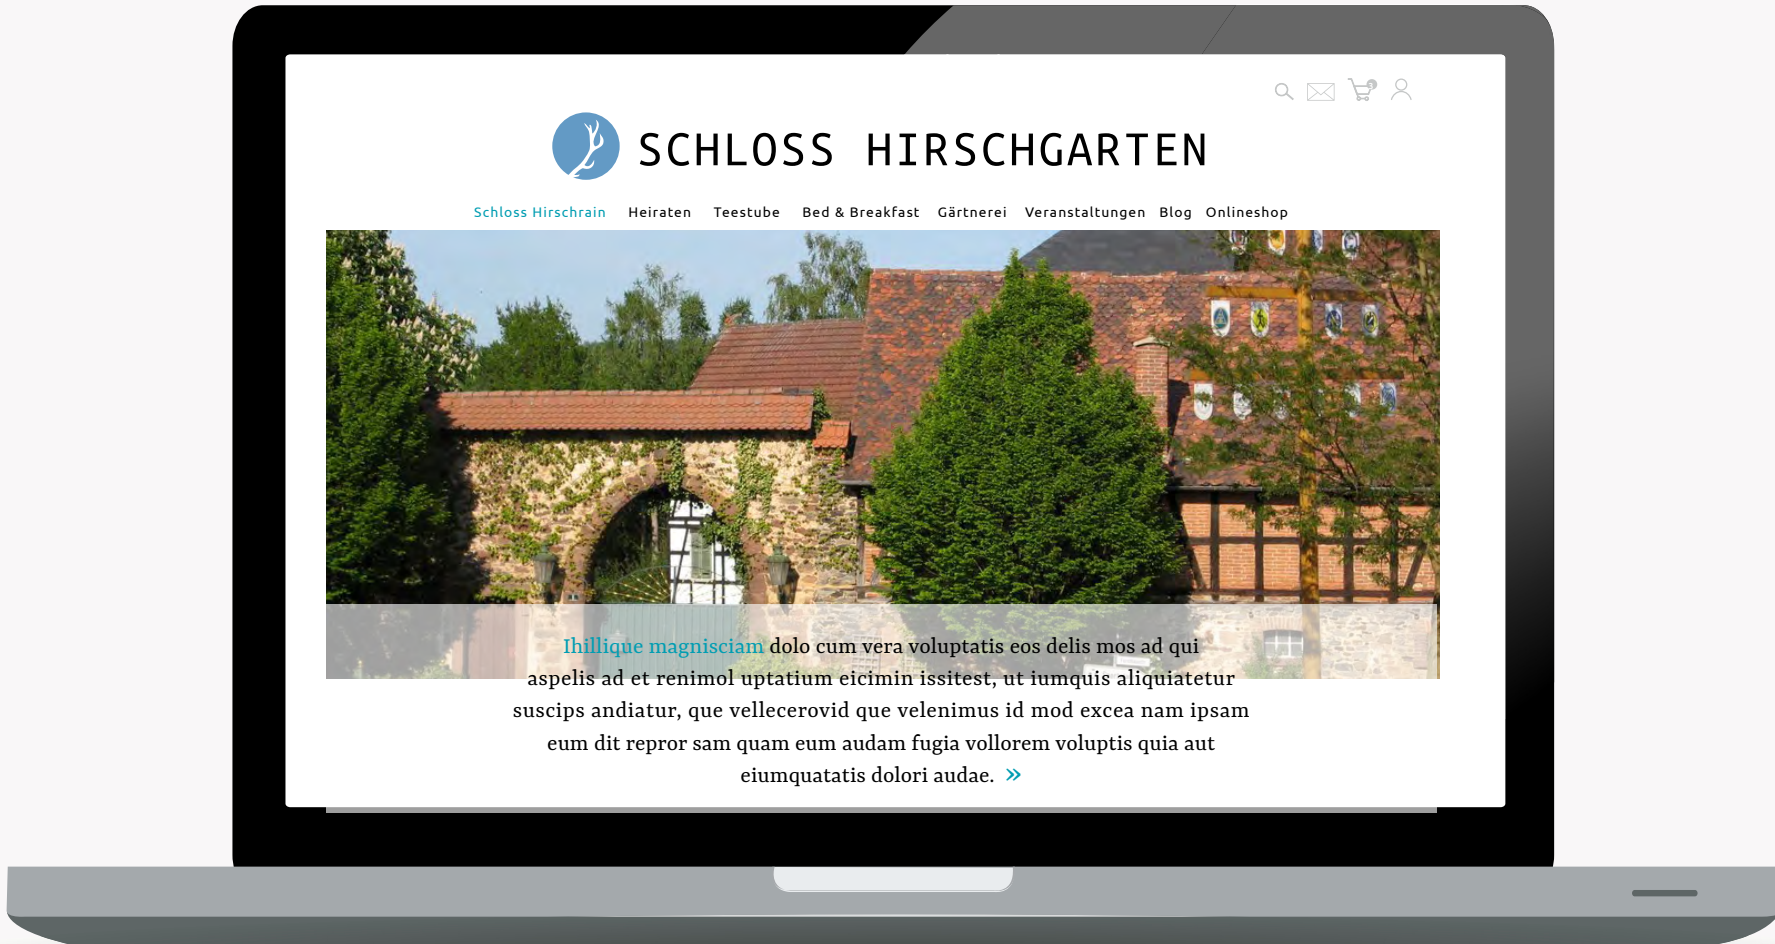 SCHLOSS HIRSCHGARTEN
Schloss Hirschrain Heiraten Teestube Bed & Breakfast Gärtnerei Veranstaltungen Blog Onlineshop
Ihillique magnisciam dolo cum vera voluptatis eos delis mos ad qui
aspelis ad et renimol uptatium eicimin issitest, ut iumquis aliquiatetur
suscips andiatur, que vellecerovid que velenimus id mod excea nam ipsam
eum dit repror sam quam eum audam fugia vollorem voluptis quia aut
eiumquatatis dolori audae. »